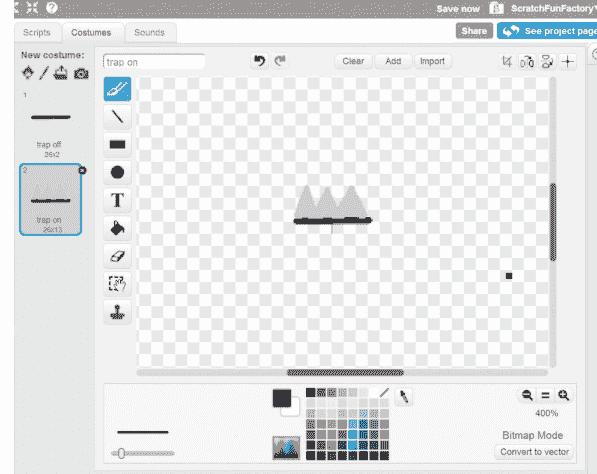 Save now
ScratchFunFactory
Scripts
Costumes
Sounds
Share
See project page
New costume:
trap on
Clear
Add
Import
1
trap off
26x2
2
trap on
26x13
T
400%
Bitmap Mode
Convert to vector